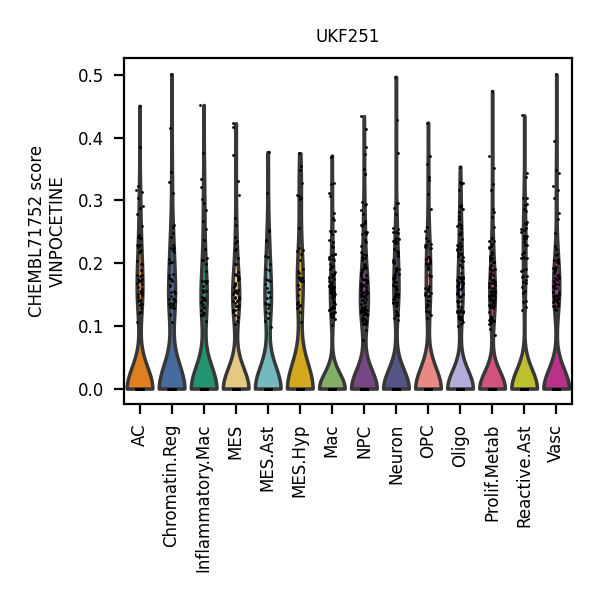 UKF251
CHEMBL71752 score
VINPOCETINE
0.5
0.4
0.3
0.2
0.1
0.0
AC
Chromatin.Reg
Inflammatory.Mac
MES
MES.Ast
MES.Hyp
Mac
NPC
Neuron
OPC
Oligo
Prolif.Metab
Reactive.Ast
Vasc